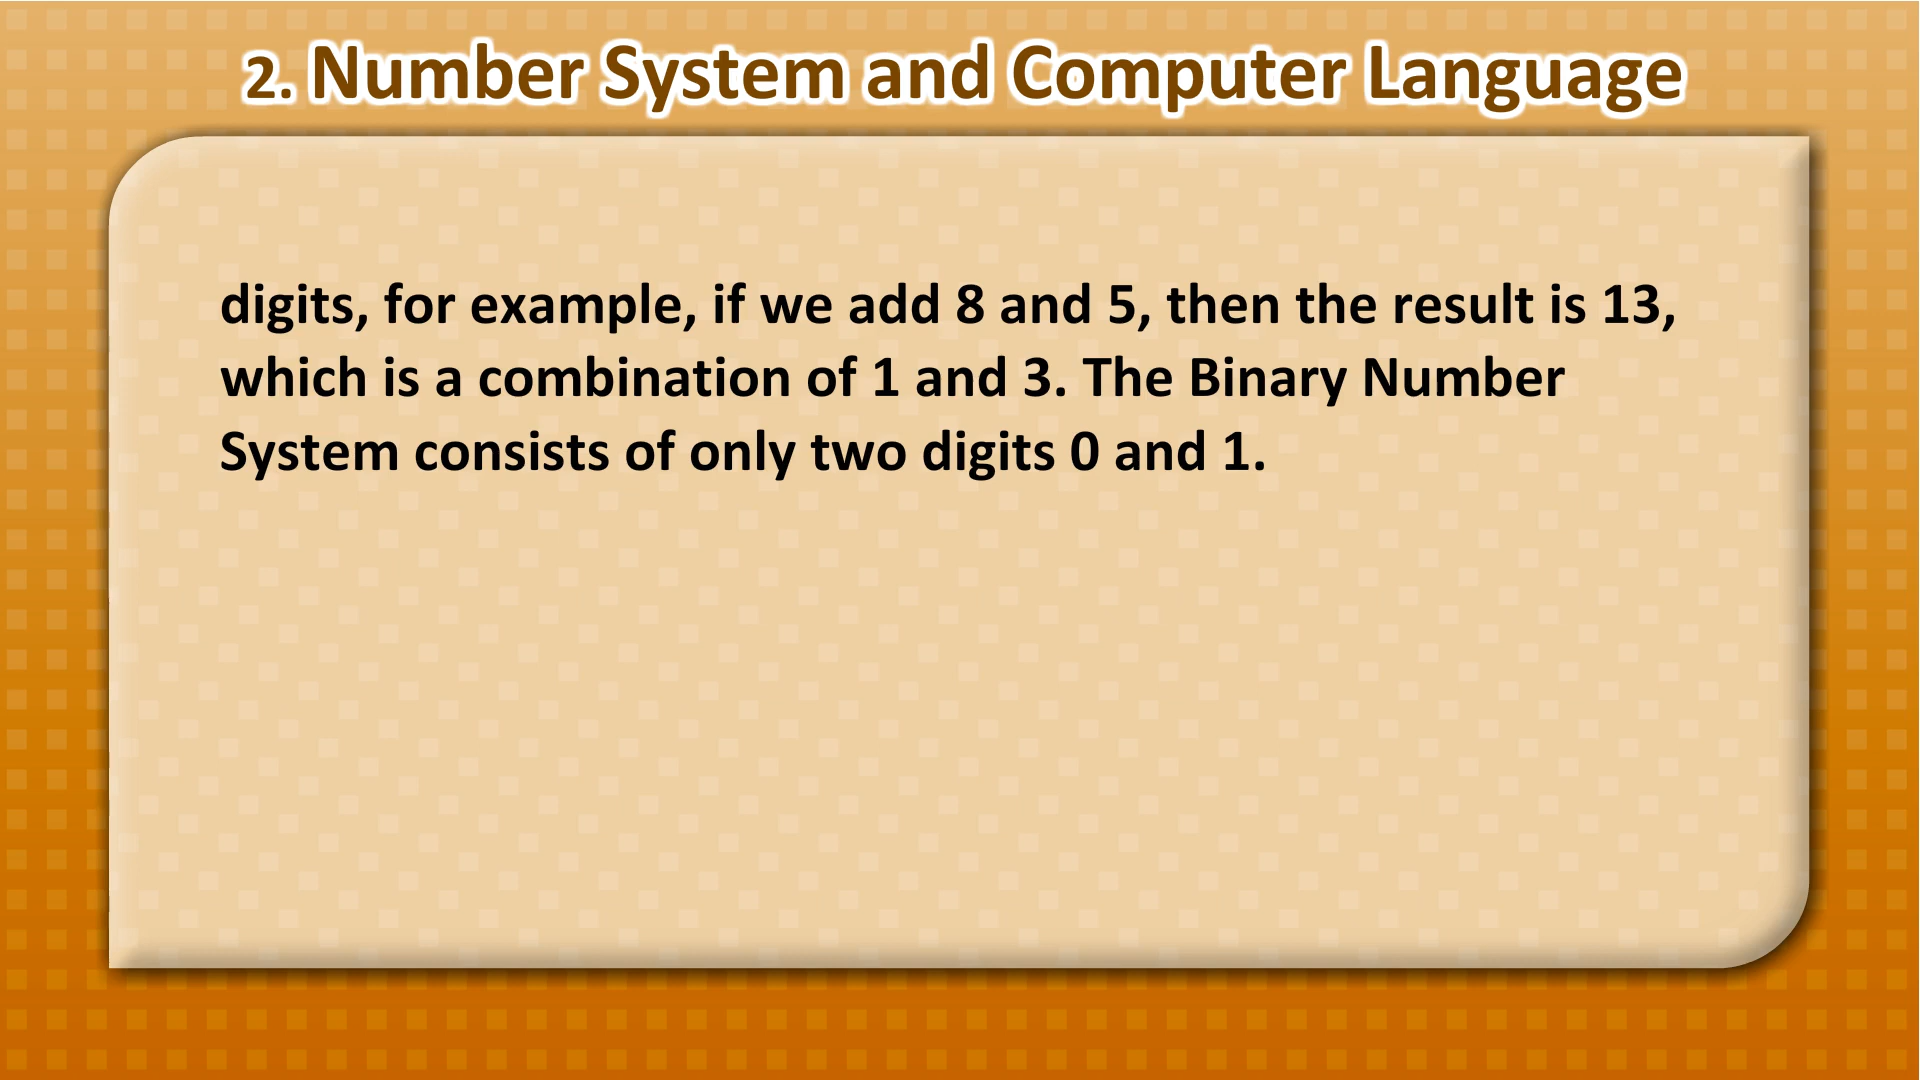 2. Number System and Computer Language
digits, for example, if we add 8 and 5, then the result is 13,
which is a combination of 1 and 3. The Binary Number
System consists of only two digits 0 and 1.